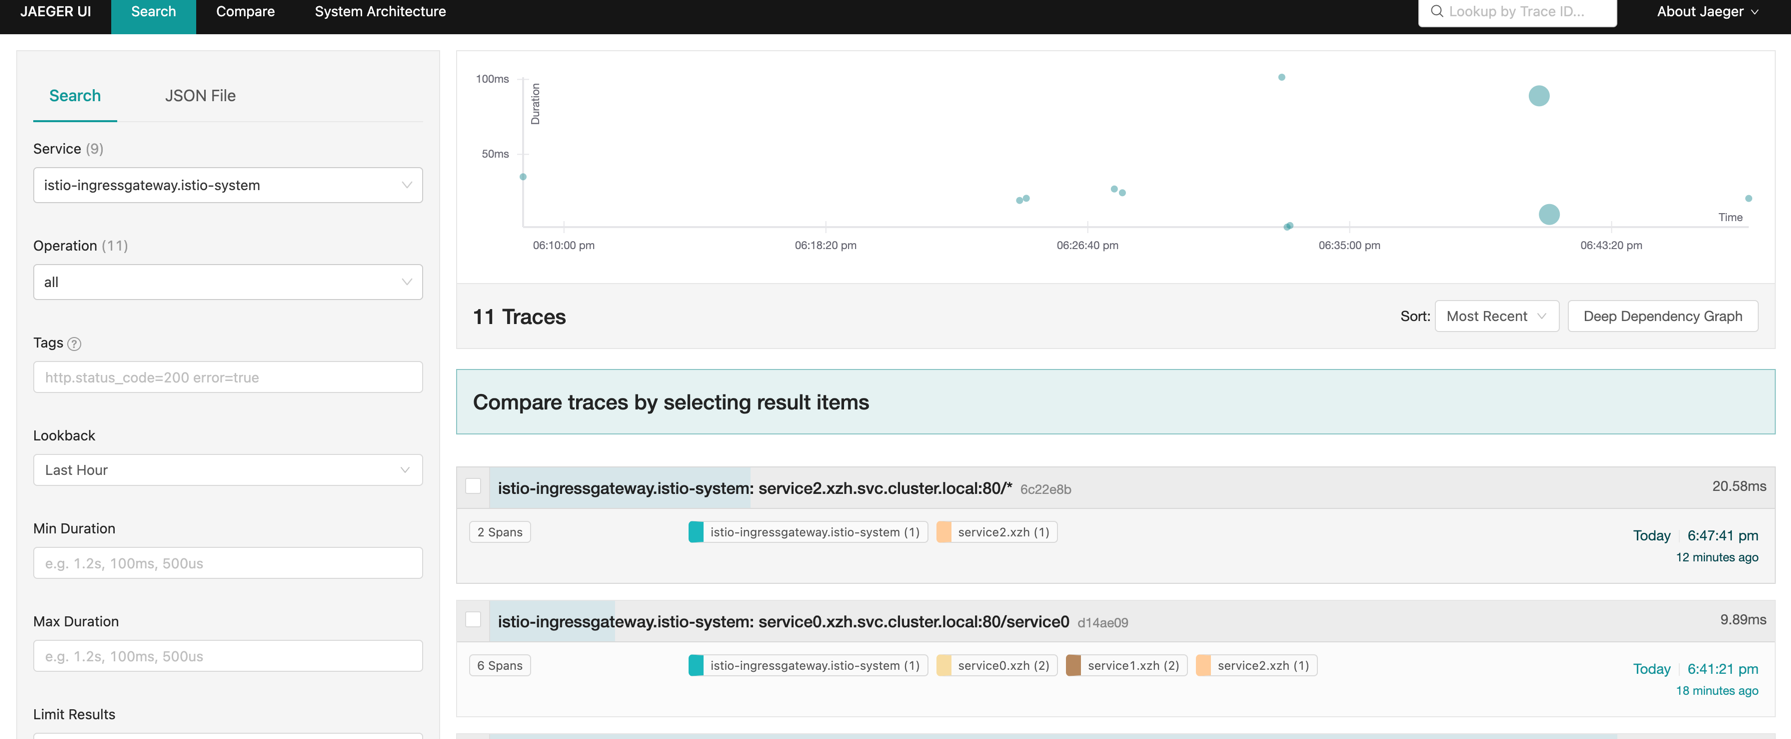 JAEGER UI Search Compare System Architecture Lookup by Trace ID... About Jaeger
Search JSON File
Service (9)
istio-ingressgateway.istio-system
Operation (11)
all
Tags ?
http.status_code=200 error=true
Lookback
Last Hour
Min Duration
e.g. 1.2s, 100ms, 500us
Max Duration
e.g. 1.2s, 100ms, 500us
Limit Results
100ms
Duration
50ms
Time
06:10:00 pm 06:18:20 pm 06:26:40 pm 06:35:00 pm 06:43:20 pm
11 Traces Sort: Most Recent Deep Dependency Graph
Compare traces by selecting result items
istio-ingressgateway.istio-system: service2.xzh.svc.cluster.local:80/* 6c22e8b 20.58ms
2 Spans istio-ingressgateway.istio-system (1) service2.xzh (1) Today 6:47:41 pm
12 minutes ago
istio-ingressgateway.istio-system: service0.xzh.svc.cluster.local:80/service0 d14ae09 9.89ms
6 Spans istio-ingressgateway.istio-system (1) service0.xzh (2) service1.xzh (2) service2.xzh (1) Today 6:41:21 pm
18 minutes ago